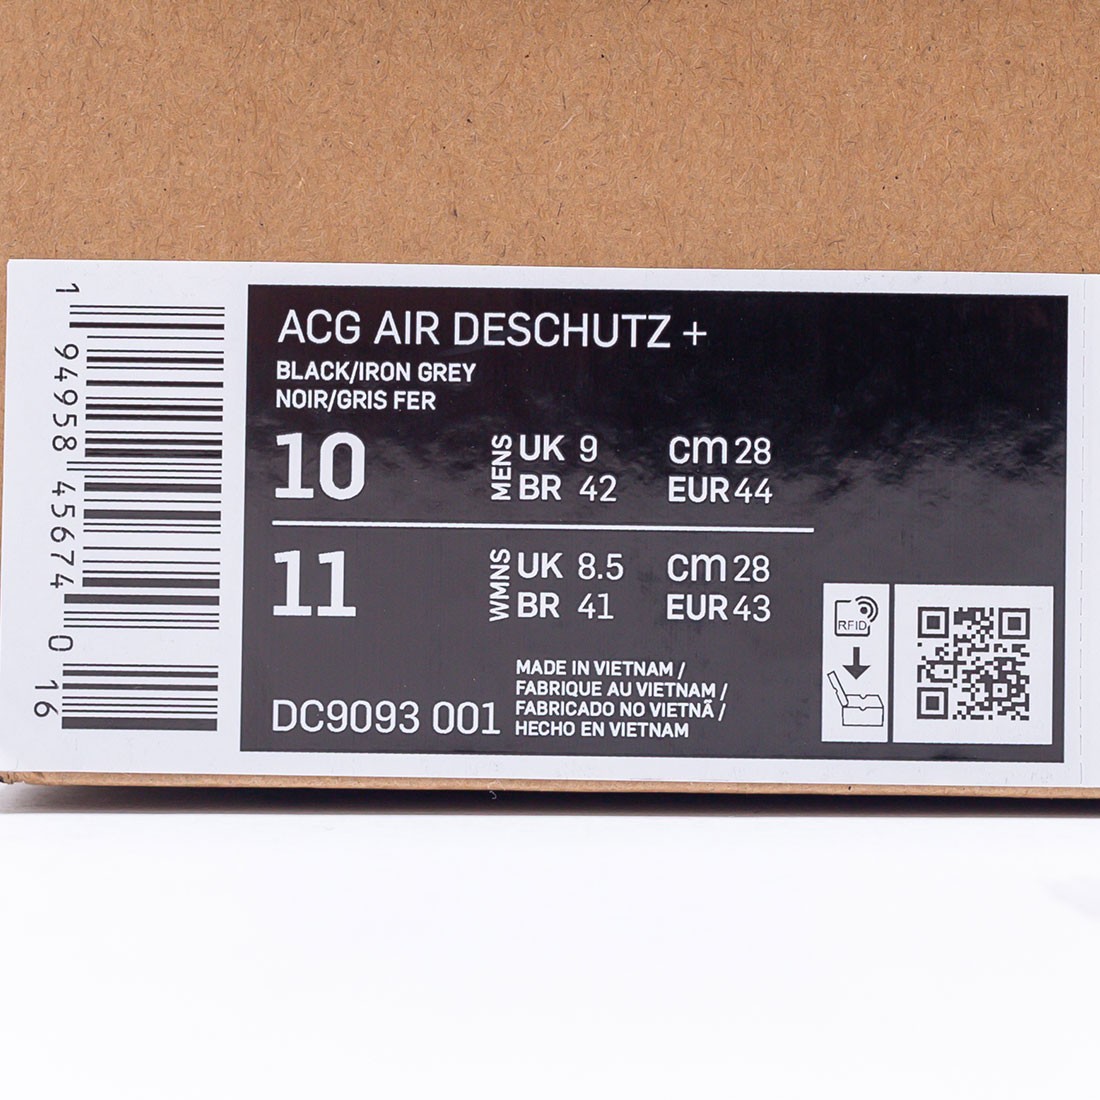 ACG AIR DESCHUTZ +
BLACK/IRON GREY
NOIR/GRIS FER
10 MENS UK 9 cm 28
BR 42 EUR 44
11 WMNS UK 8.5 cm 28
BR 41 EUR 43
MADE IN VIETNAM /
FABRIQUE AU VIETNAM /
FABRICADO NO VIETNÃ /
HECHO EN VIETNAM
DC9093 001
RFID
1 94958 45674 0 16